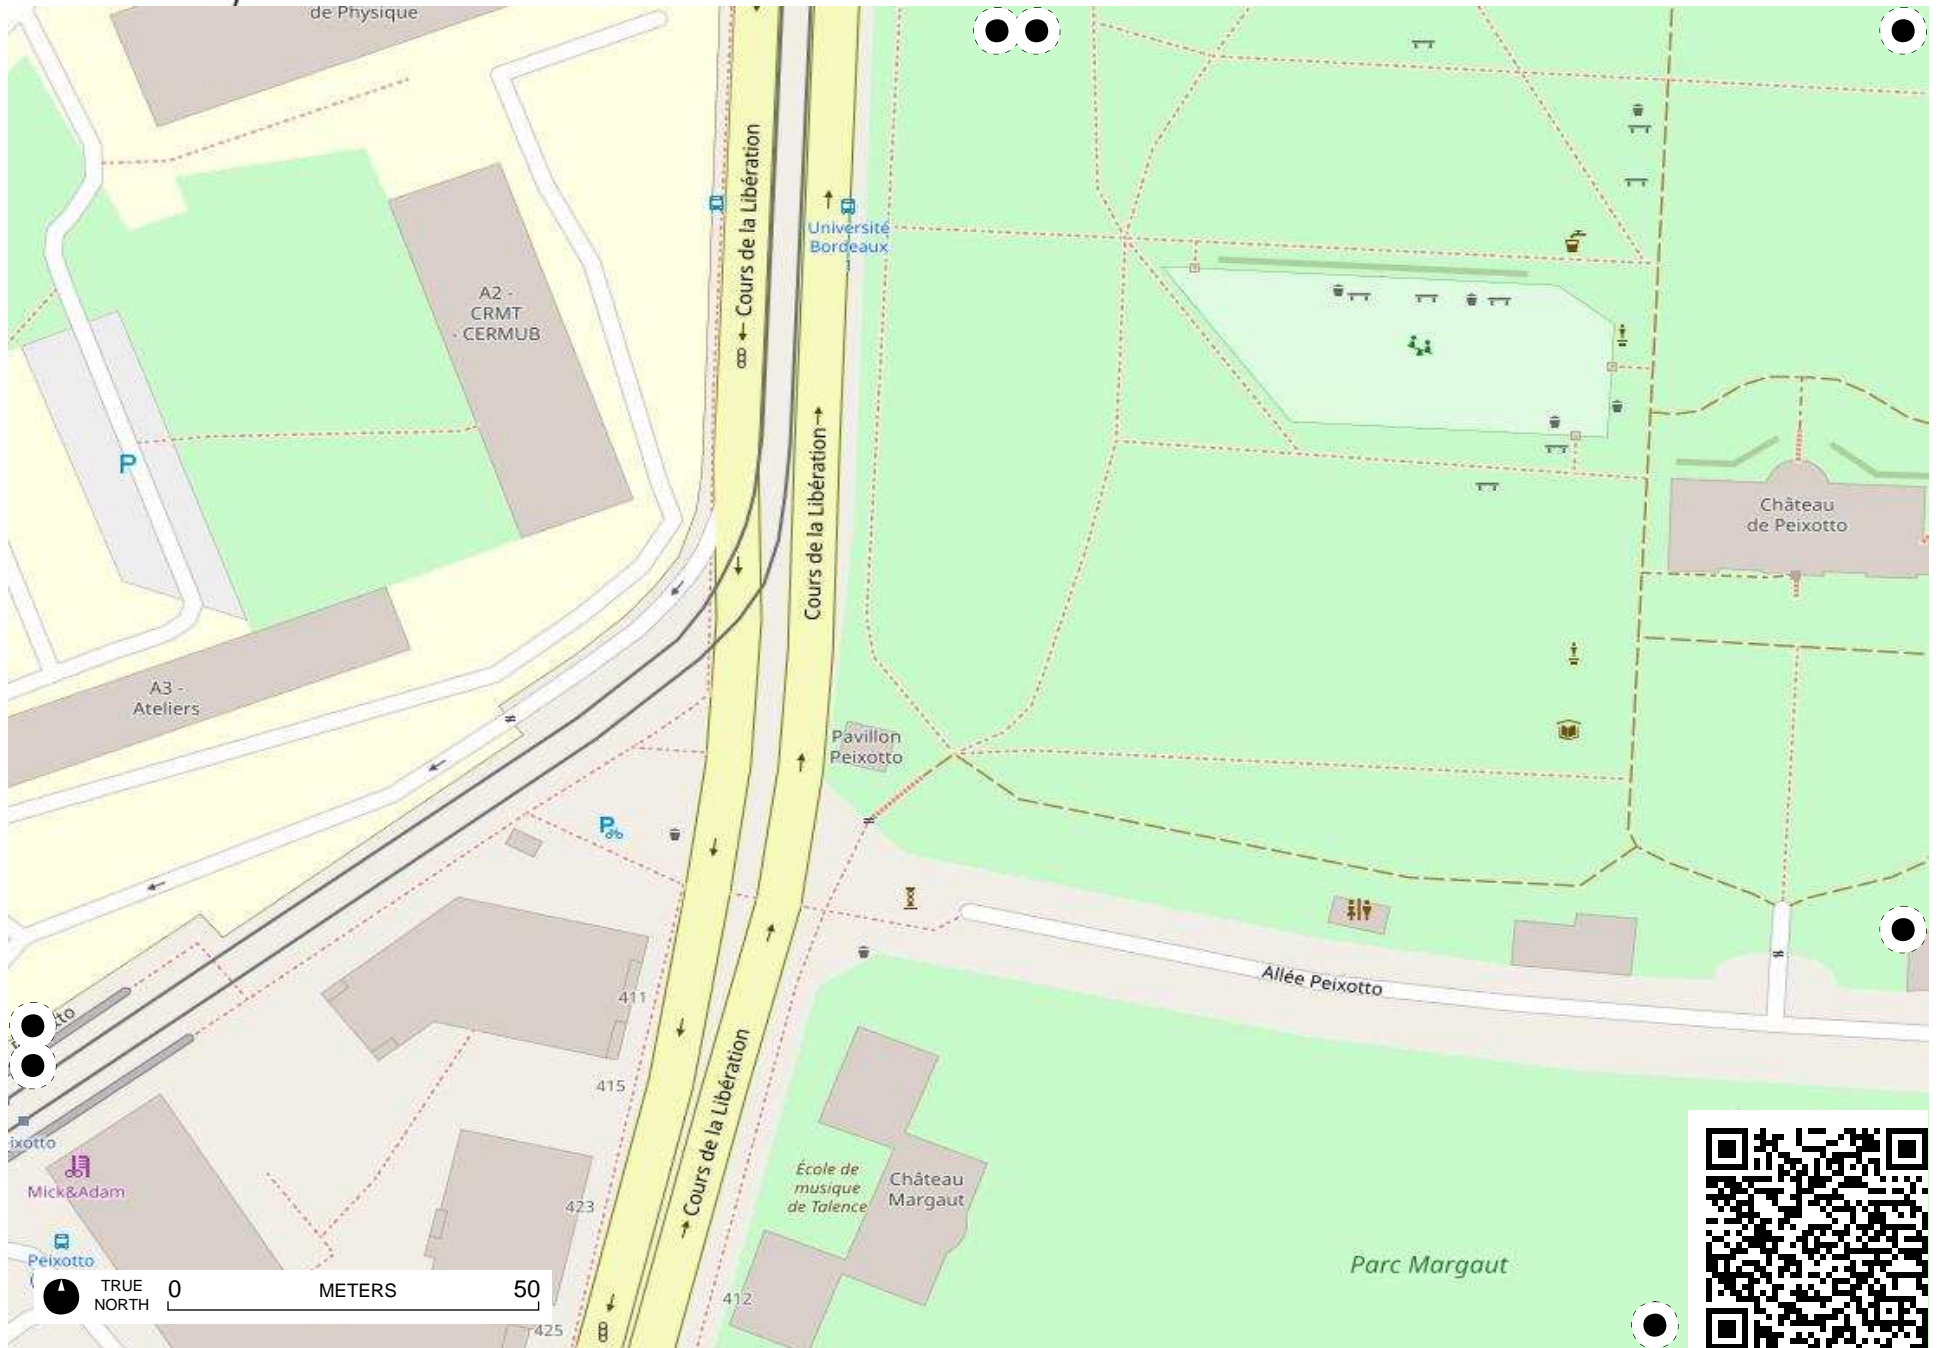 de Physique
Cours de la Libération
Université
Bordeaux
1
A2 -
CRMT
- CERMUB
P
Cours de la Libération
Château
de Peixotto
A3 -
Ateliers
Pavillon
Peixotto
P
Allée Peixotto
411
415
Cours de la Libération
École de
musique
de Talence
Château
Margaut
Mick&Adam
423
Peixotto
Parc Margaut
412
425
TRUE
NORTH
0
METERS
50